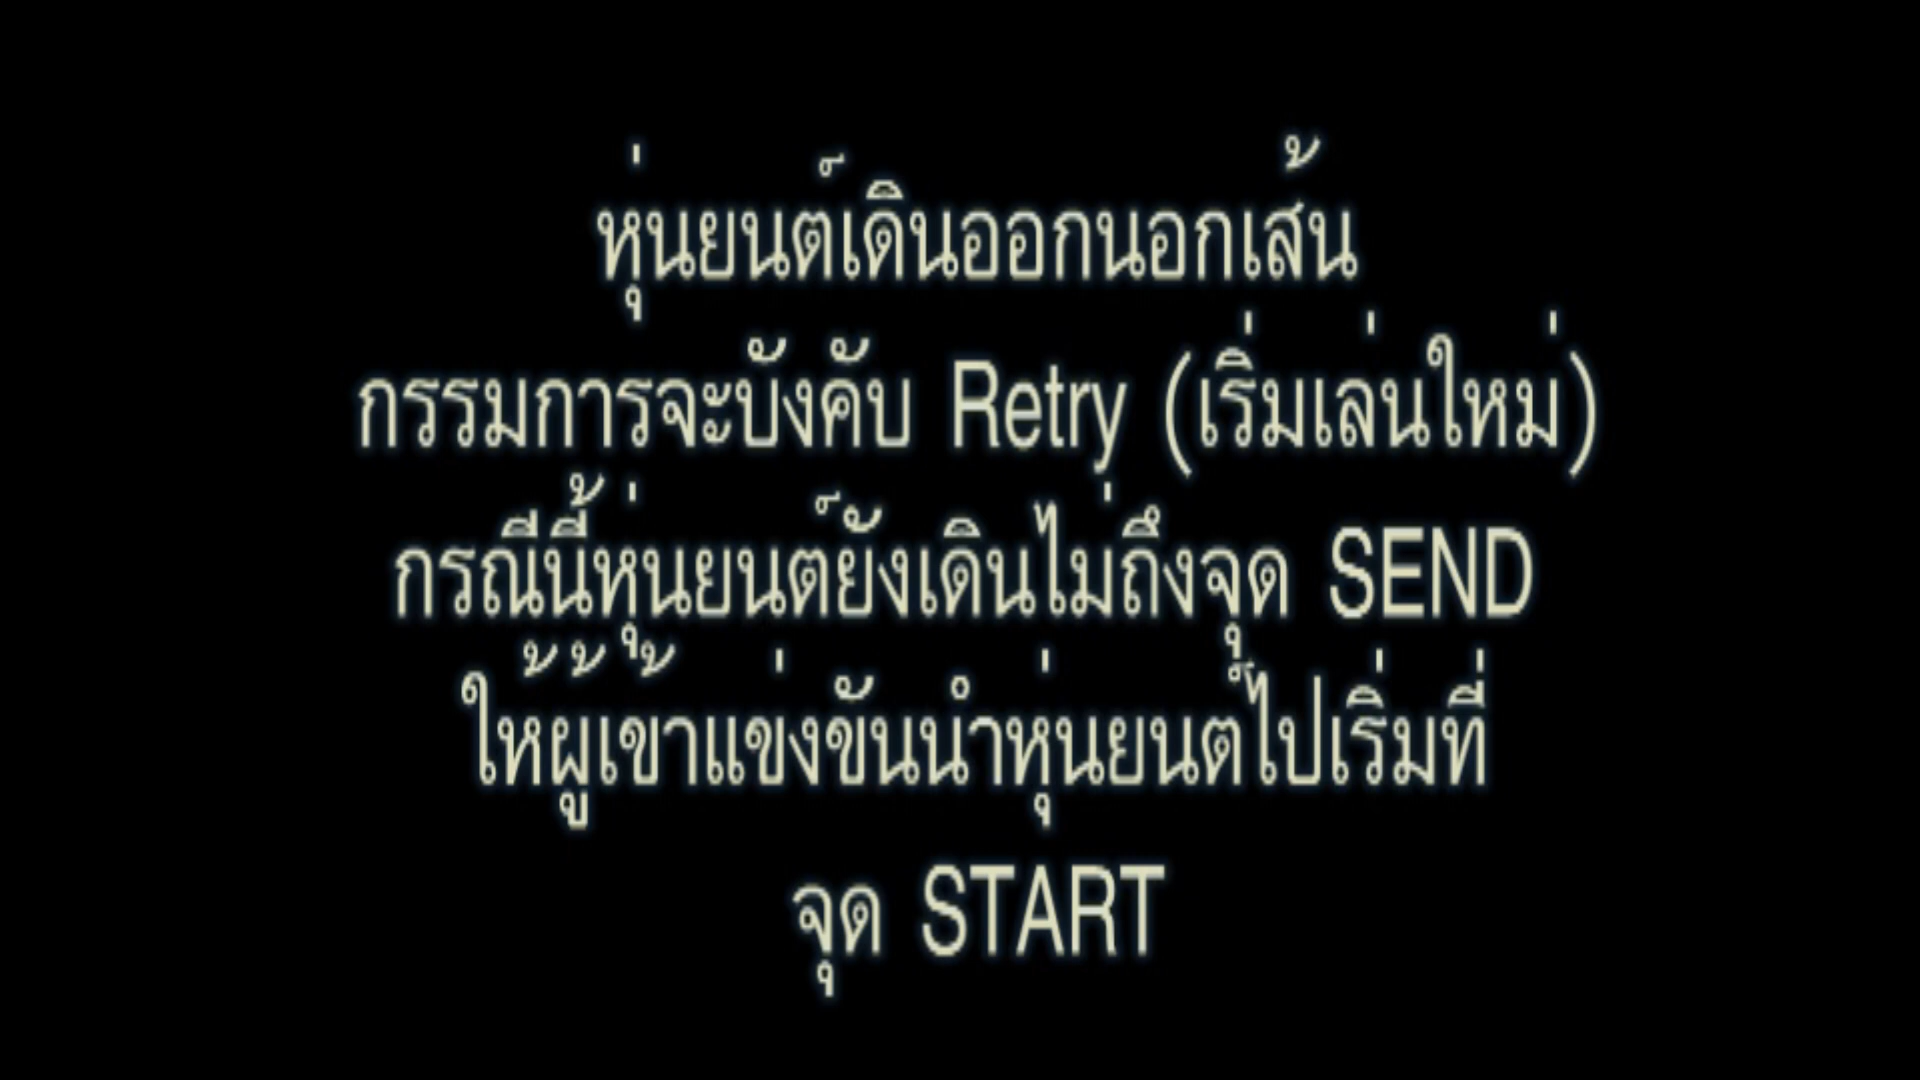 หุ่นยนต์เดินออกนอกเส้น
กรรมการจะบังคับ Retry (เริ่มเล่นใหม่)
กรณีนี้หุ่นยนต์ยังเดินไม่ถึงจุด SEND
ให้ผู้เข้าแข่งขันนำหุ่นยนต์ไปเริ่มที่
จุด START